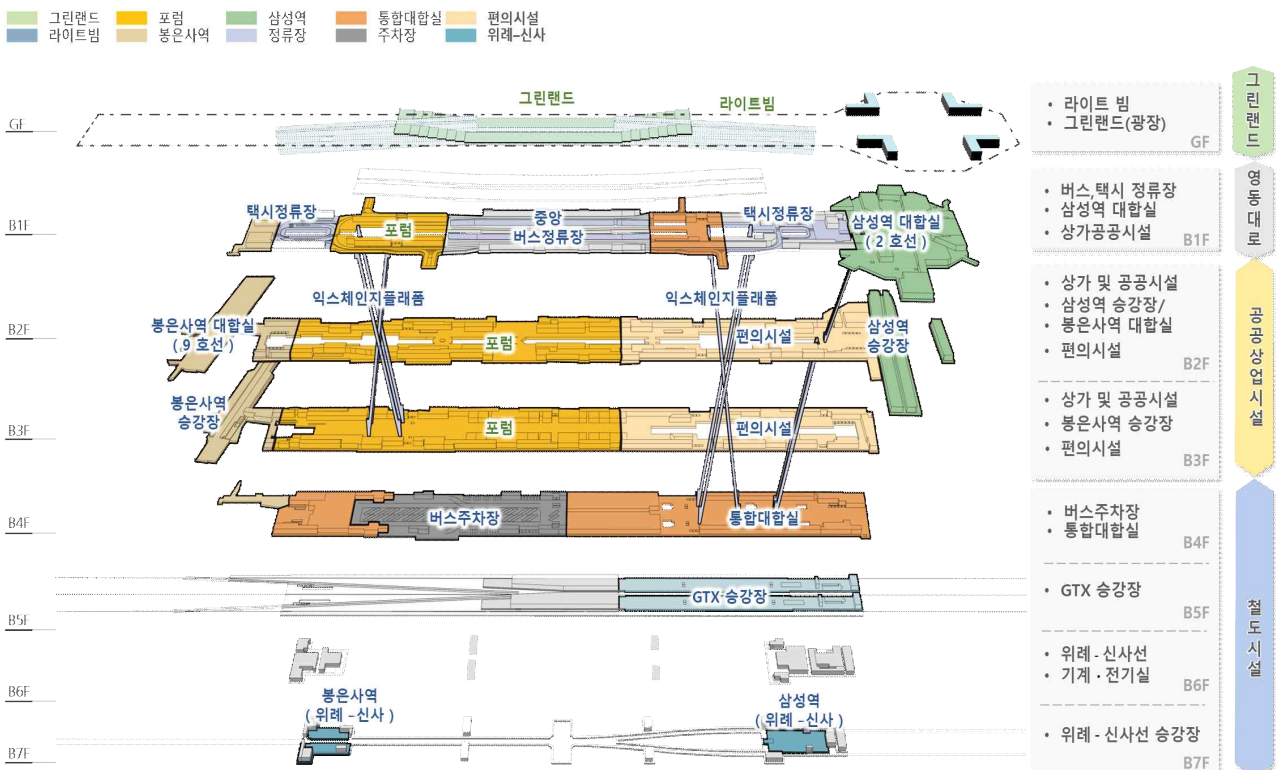 그린랜드 포럼 삼성역 통합대합실 편의시설
라이트빔 봉은사역 정류장 주차장 위례-신사
그린랜드 라이트빔
GF
택시정류장
포럼
중앙
버스정류장
택시정류장
삼성역 대합실
( 2 호선 )
B1F
익스체인지플래폼 익스체인지플래폼
봉은사역 대합실
( 9 호선 )
포럼
편의시설
삼성역
승강장
B2F
봉은사역
승강장
포럼
편의시설
B3F
버스주차장
통합대합실
B4F
GTX 승강장
B5F
B6F
봉은사역
( 위례 -신사 )
삼성역
( 위례 -신사 )
B7F
• 라이트 빔
• 그린랜드(광장)
GF
그린랜드
• 버스,택시 정류장
• 삼성역 대합실
• 상가공공시설
B1F
영동대로
• 상가 및 공공시설
• 삼성역 승강장/
• 봉은사역 대합실
• 편의시설
B2F
• 상가 및 공공시설
• 봉은사역 승강장
• 편의시설
B3F
공공상업시설
• 버스주차장
• 통합대합실
B4F
• GTX 승강장
B5F
• 위례 - 신사선
• 기계 · 전기실
B6F
• 위례 - 신사선 승강장
B7F
철도시설